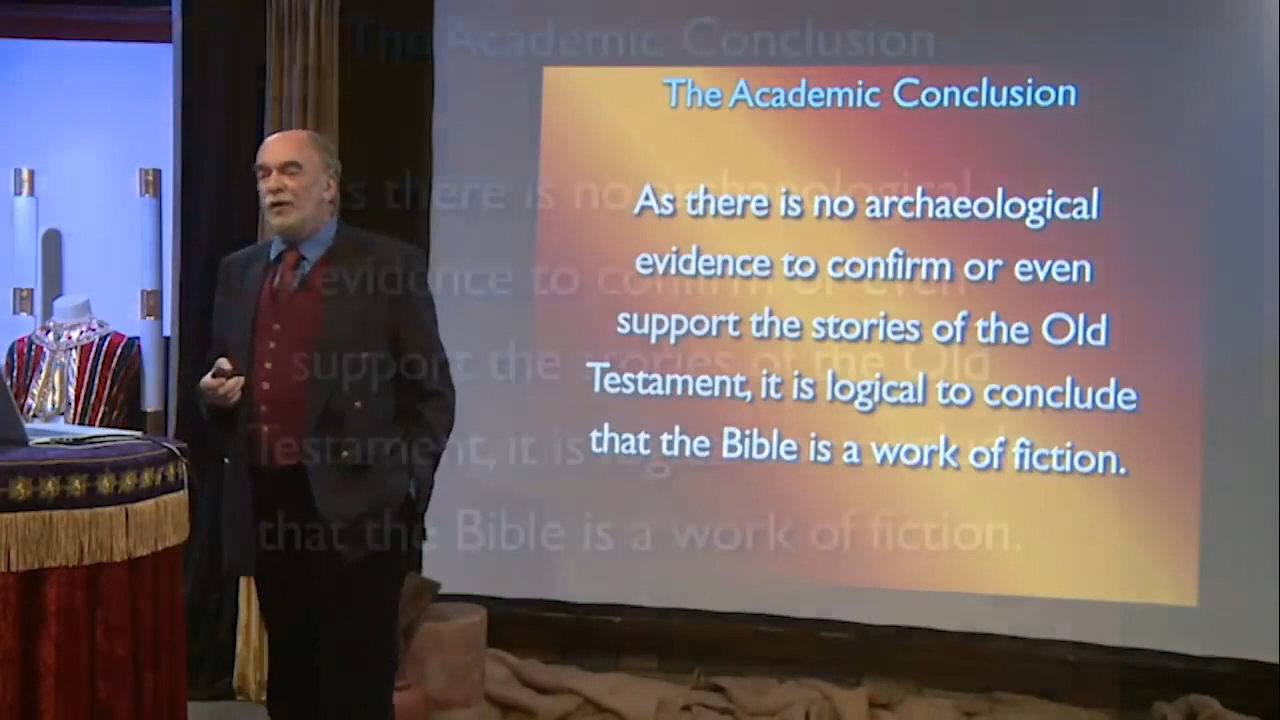 The Academic Conclusion
As there is no archaeological
evidence to confirm or even
support the stories of the Old
Testament, it is logical to conclude
that the Bible is a work of fiction.